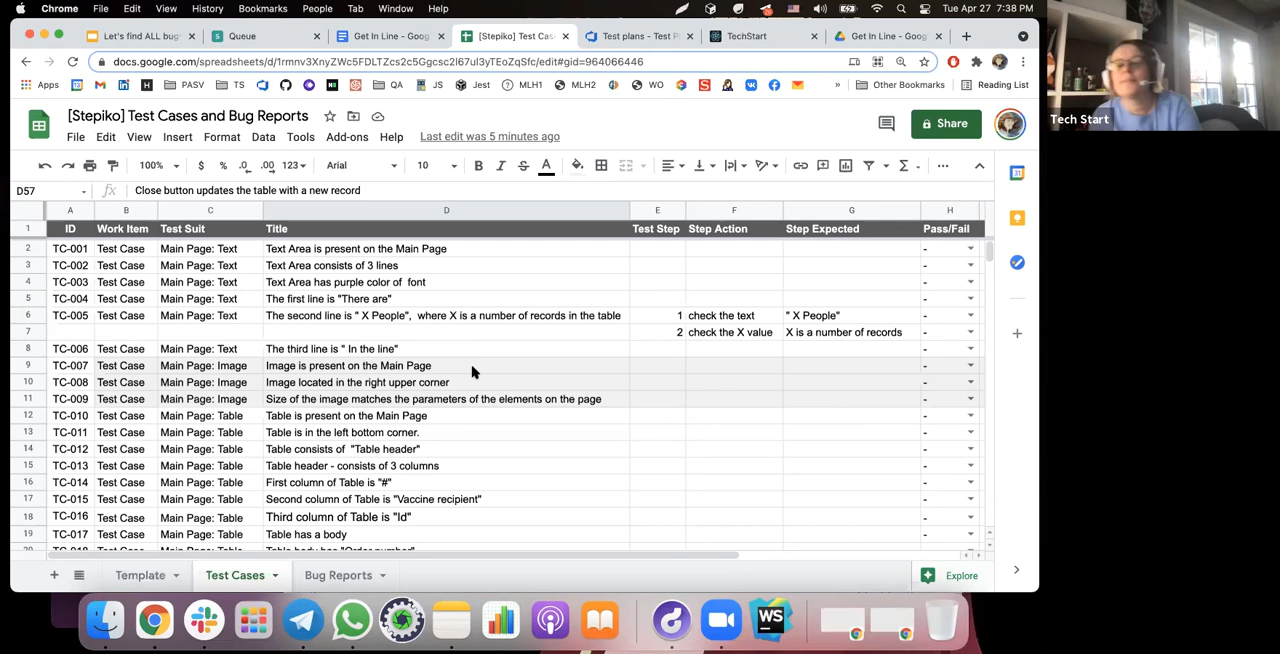 Chrome File Edit View History Bookmarks People Tab Window Help Tue Apr 27 7:38 PM
Let's find ALL bug Queue Get In Line - Goog [Stepiko] Test Cas Test plans - Test P TechStart Get In Line - Goog
docs.google.com/spreadsheets/d/1rmnv3XnyZWc5FDLTZcs2c5Ggcsc2l67ul3yTEoZqSfc/edit#gid=964066446
Apps PASV TS QA JS Jest MLH1 MLH2 WO » Other Bookmarks Reading List
Tech Start
[Stepiko] Test Cases and Bug Reports
File Edit View Insert Format Data Tools Add-ons Help Last edit was 5 minutes ago
Share
100% $ % .0 .00 123 Arial 10 B I S A
D57 fx Close button updates the table with a new record
A B C D E F G H
1 ID Work Item Test Suit Title Test Step Step Action Step Expected Pass/Fail
2 TC-001 Test Case Main Page: Text Text Area is present on the Main Page -
3 TC-002 Test Case Main Page: Text Text Area consists of 3 lines -
4 TC-003 Test Case Main Page: Text Text Area has purple color of font -
5 TC-004 Test Case Main Page: Text The first line is "There are" -
6 TC-005 Test Case Main Page: Text The second line is " X People", where X is a number of records in the table 1 check the text " X People" -
7 2 check the X value X is a number of records -
8 TC-006 Test Case Main Page: Text The third line is " In the line" -
9 TC-007 Test Case Main Page: Image Image is present on the Main Page -
10 TC-008 Test Case Main Page: Image Image located in the right upper corner -
11 TC-009 Test Case Main Page: Image Size of the image matches the parameters of the elements on the page -
12 TC-010 Test Case Main Page: Table Table is present on the Main Page -
13 TC-011 Test Case Main Page: Table Table is in the left bottom corner. -
14 TC-012 Test Case Main Page: Table Table consists of "Table header" -
15 TC-013 Test Case Main Page: Table Table header - consists of 3 columns -
16 TC-014 Test Case Main Page: Table First column of Table is "#" -
17 TC-015 Test Case Main Page: Table Second column of Table is "Vaccine recipient" -
18 TC-016 Test Case Main Page: Table Third column of Table is "Id" -
19 TC-017 Test Case Main Page: Table Table has a body -
20 TC-018 Test Case Main Page: Table Table body has "Order number" -
Template Test Cases Bug Reports Explore
WS